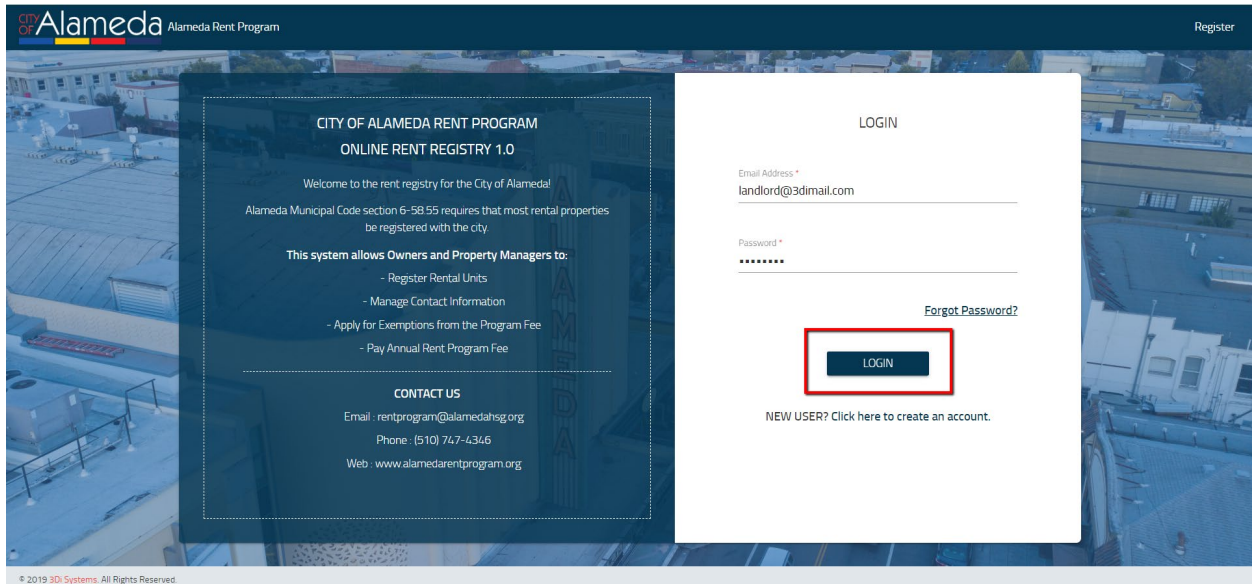 CITY OF Alameda Alameda Rent Program
Register
CITY OF ALAMEDA RENT PROGRAM
ONLINE RENT REGISTRY 1.0
Welcome to the rent registry for the City of Alameda!
Alameda Municipal Code section 6-58.55 requires that most rental properties
be registered with the city.
This system allows Owners and Property Managers to:
- Register Rental Units
- Manage Contact Information
- Apply for Exemptions from the Program Fee
- Pay Annual Rent Program Fee
CONTACT US
Email : rentprogram@alamedahsg.org
Phone : (510) 747-4346
Web : www.alamedarentprogram.org
ALAMEDA
LOGIN
Email Address *
landlord@3dimail.com
Password *
••••••••
Forgot Password?
LOGIN
NEW USER? Click here to create an account.
© 2019 3Di Systems. All Rights Reserved.